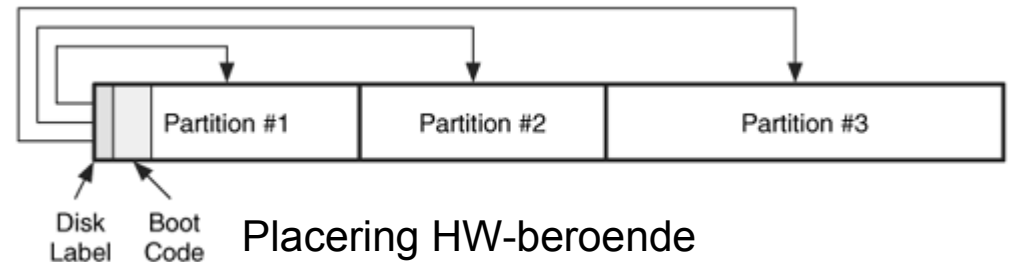 Partition #1
Partition #2
Partition #3
Disk
Label
Boot
Code
Placering HW-beroende